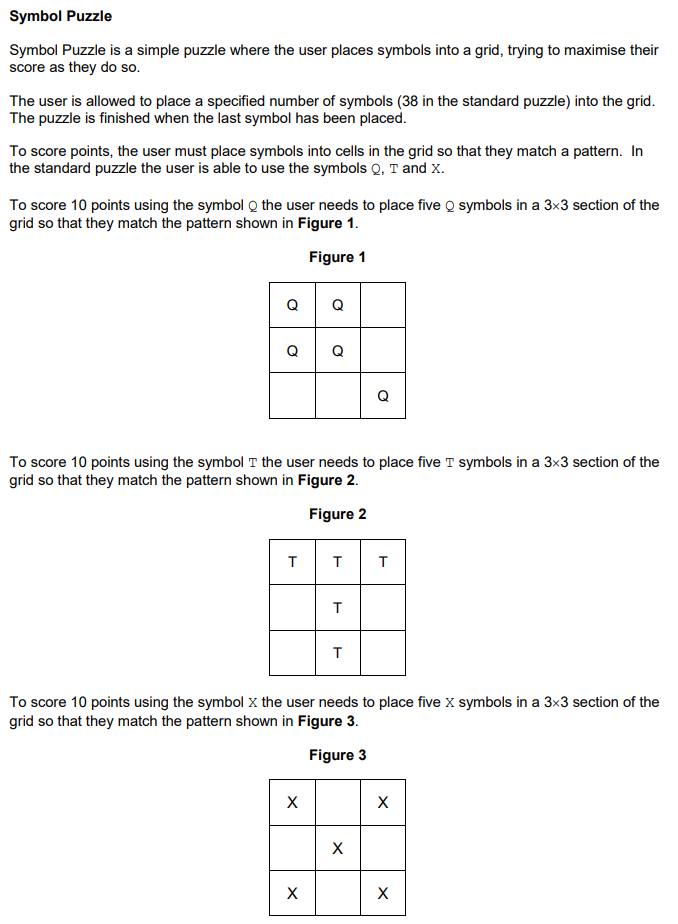 Symbol Puzzle
Symbol Puzzle is a simple puzzle where the user places symbols into a grid, trying to maximise their
score as they do so.
The user is allowed to place a specified number of symbols (38 in the standard puzzle) into the grid.
The puzzle is finished when the last symbol has been placed.
To score points, the user must place symbols into cells in the grid so that they match a pattern.  In
the standard puzzle the user is able to use the symbols Q, T and X.
To score 10 points using the symbol Q the user needs to place five Q symbols in a 3×3 section of the
grid so that they match the pattern shown in Figure 1.
Figure 1
Q Q
Q Q
Q
To score 10 points using the symbol T the user needs to place five T symbols in a 3×3 section of the
grid so that they match the pattern shown in Figure 2.
Figure 2
T T T
T
T
To score 10 points using the symbol X the user needs to place five X symbols in a 3×3 section of the
grid so that they match the pattern shown in Figure 3.
Figure 3
X X
X
X X